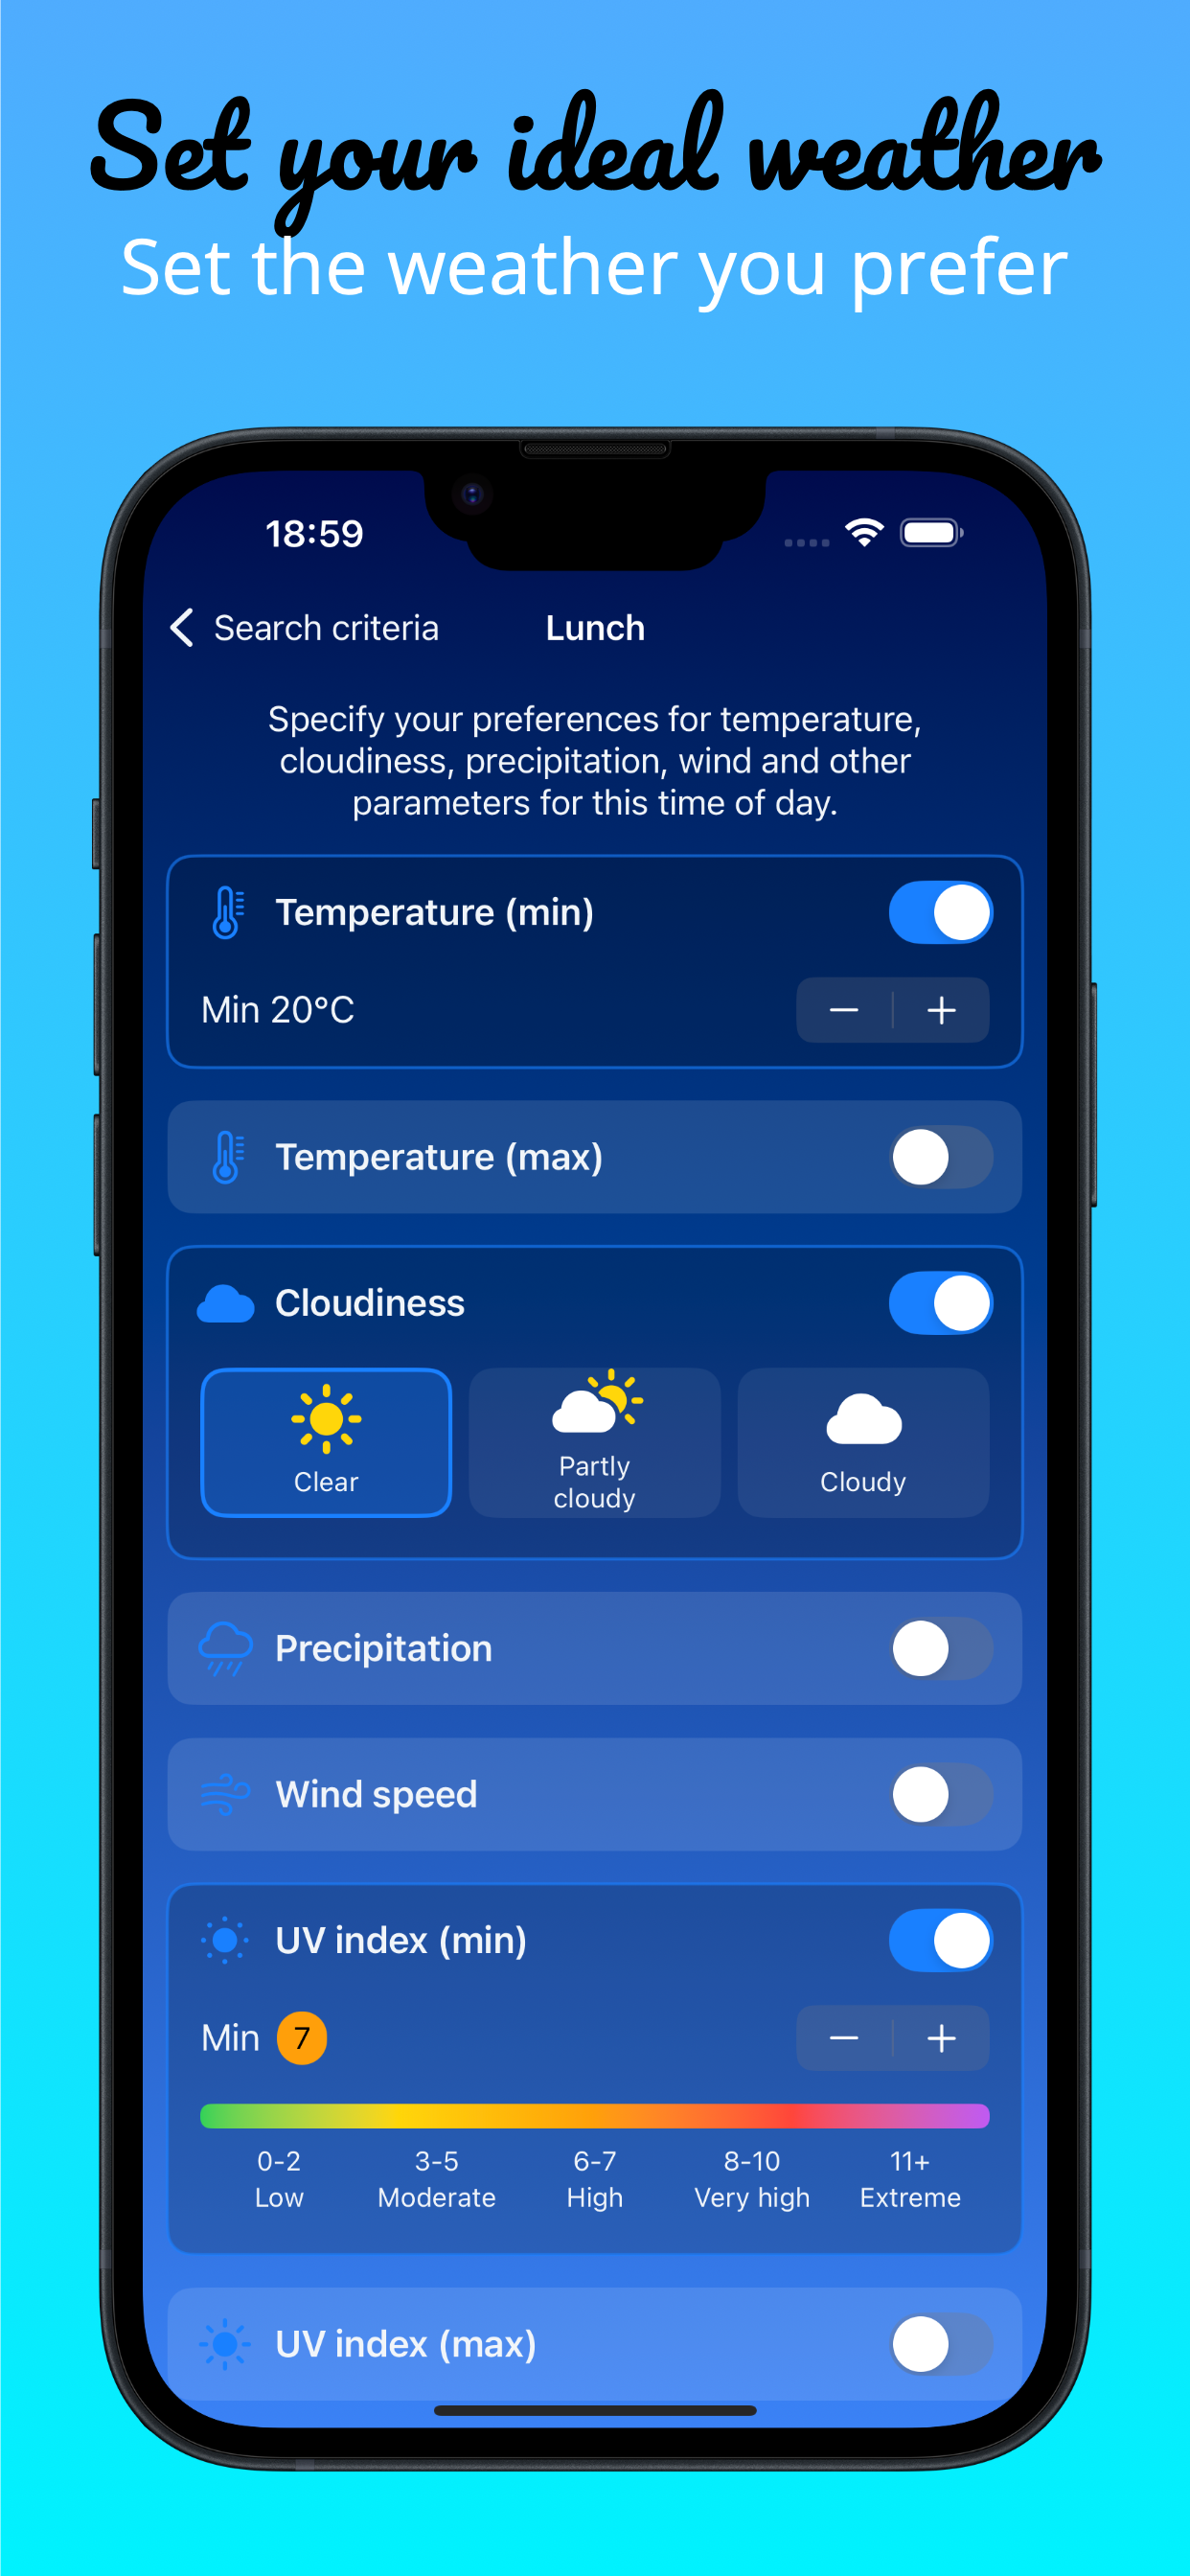 Set your ideal weather
Set the weather you prefer
18:59
Search criteria
Lunch
Specify your preferences for temperature,
cloudiness, precipitation, wind and other
parameters for this time of day.
Temperature (min)
Min 20°C
Temperature (max)
Cloudiness
Clear
Partly
cloudy
Cloudy
Precipitation
Wind speed
UV index (min)
Min 7
0-2
3-5
6-7
8-10
11+
Low
Moderate
High
Very high
Extreme
UV index (max)